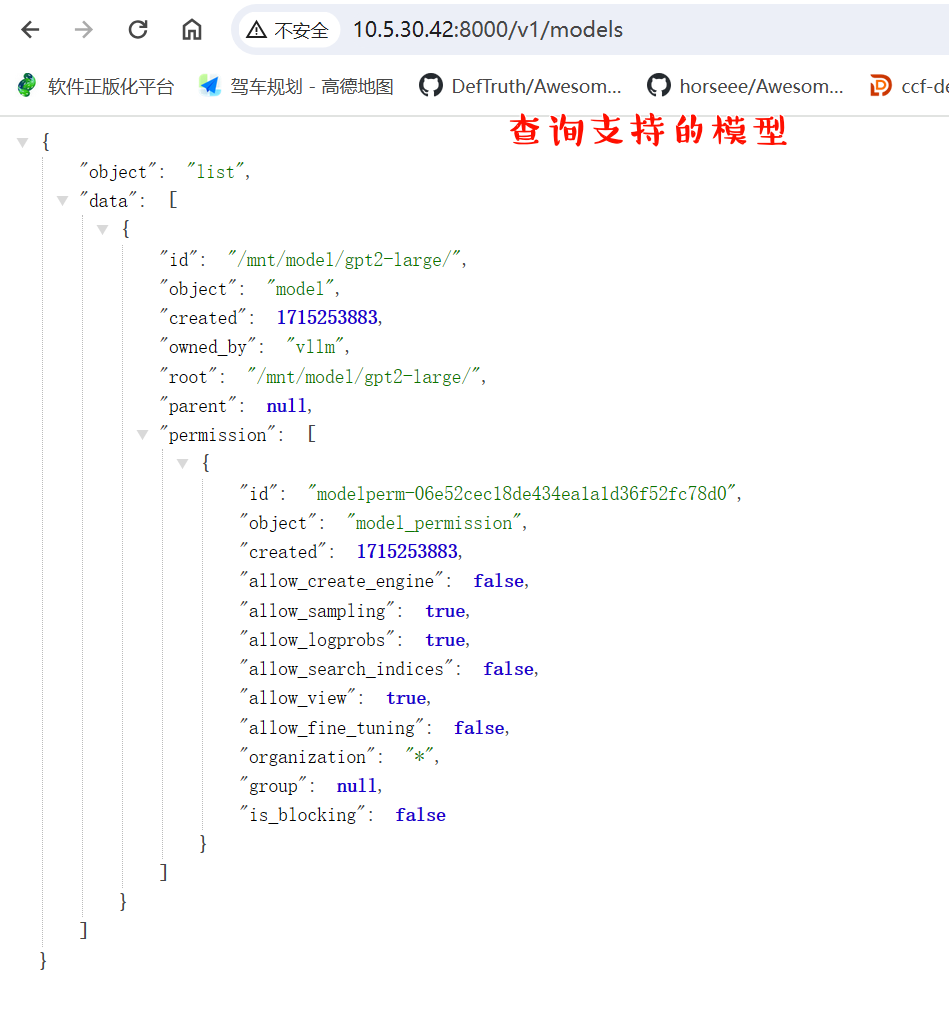 不安全 10.5.30.42:8000/v1/models
软件正版化平台 驾车规划 - 高德地图 DefTruth/Awesom... horseee/Awesom... ccf-de
查询支持的模型
{
"object": "list",
"data": [
{
"id": "/mnt/model/gpt2-large/",
"object": "model",
"created": 1715253883,
"owned_by": "vllm",
"root": "/mnt/model/gpt2-large/",
"parent": null,
"permission": [
{
"id": "modelperm-06e52cec18de434ea1a1d36f52fc78d0",
"object": "model_permission",
"created": 1715253883,
"allow_create_engine": false,
"allow_sampling": true,
"allow_logprobs": true,
"allow_search_indices": false,
"allow_view": true,
"allow_fine_tuning": false,
"organization": "*",
"group": null,
"is_blocking": false
}
]
}
]
}